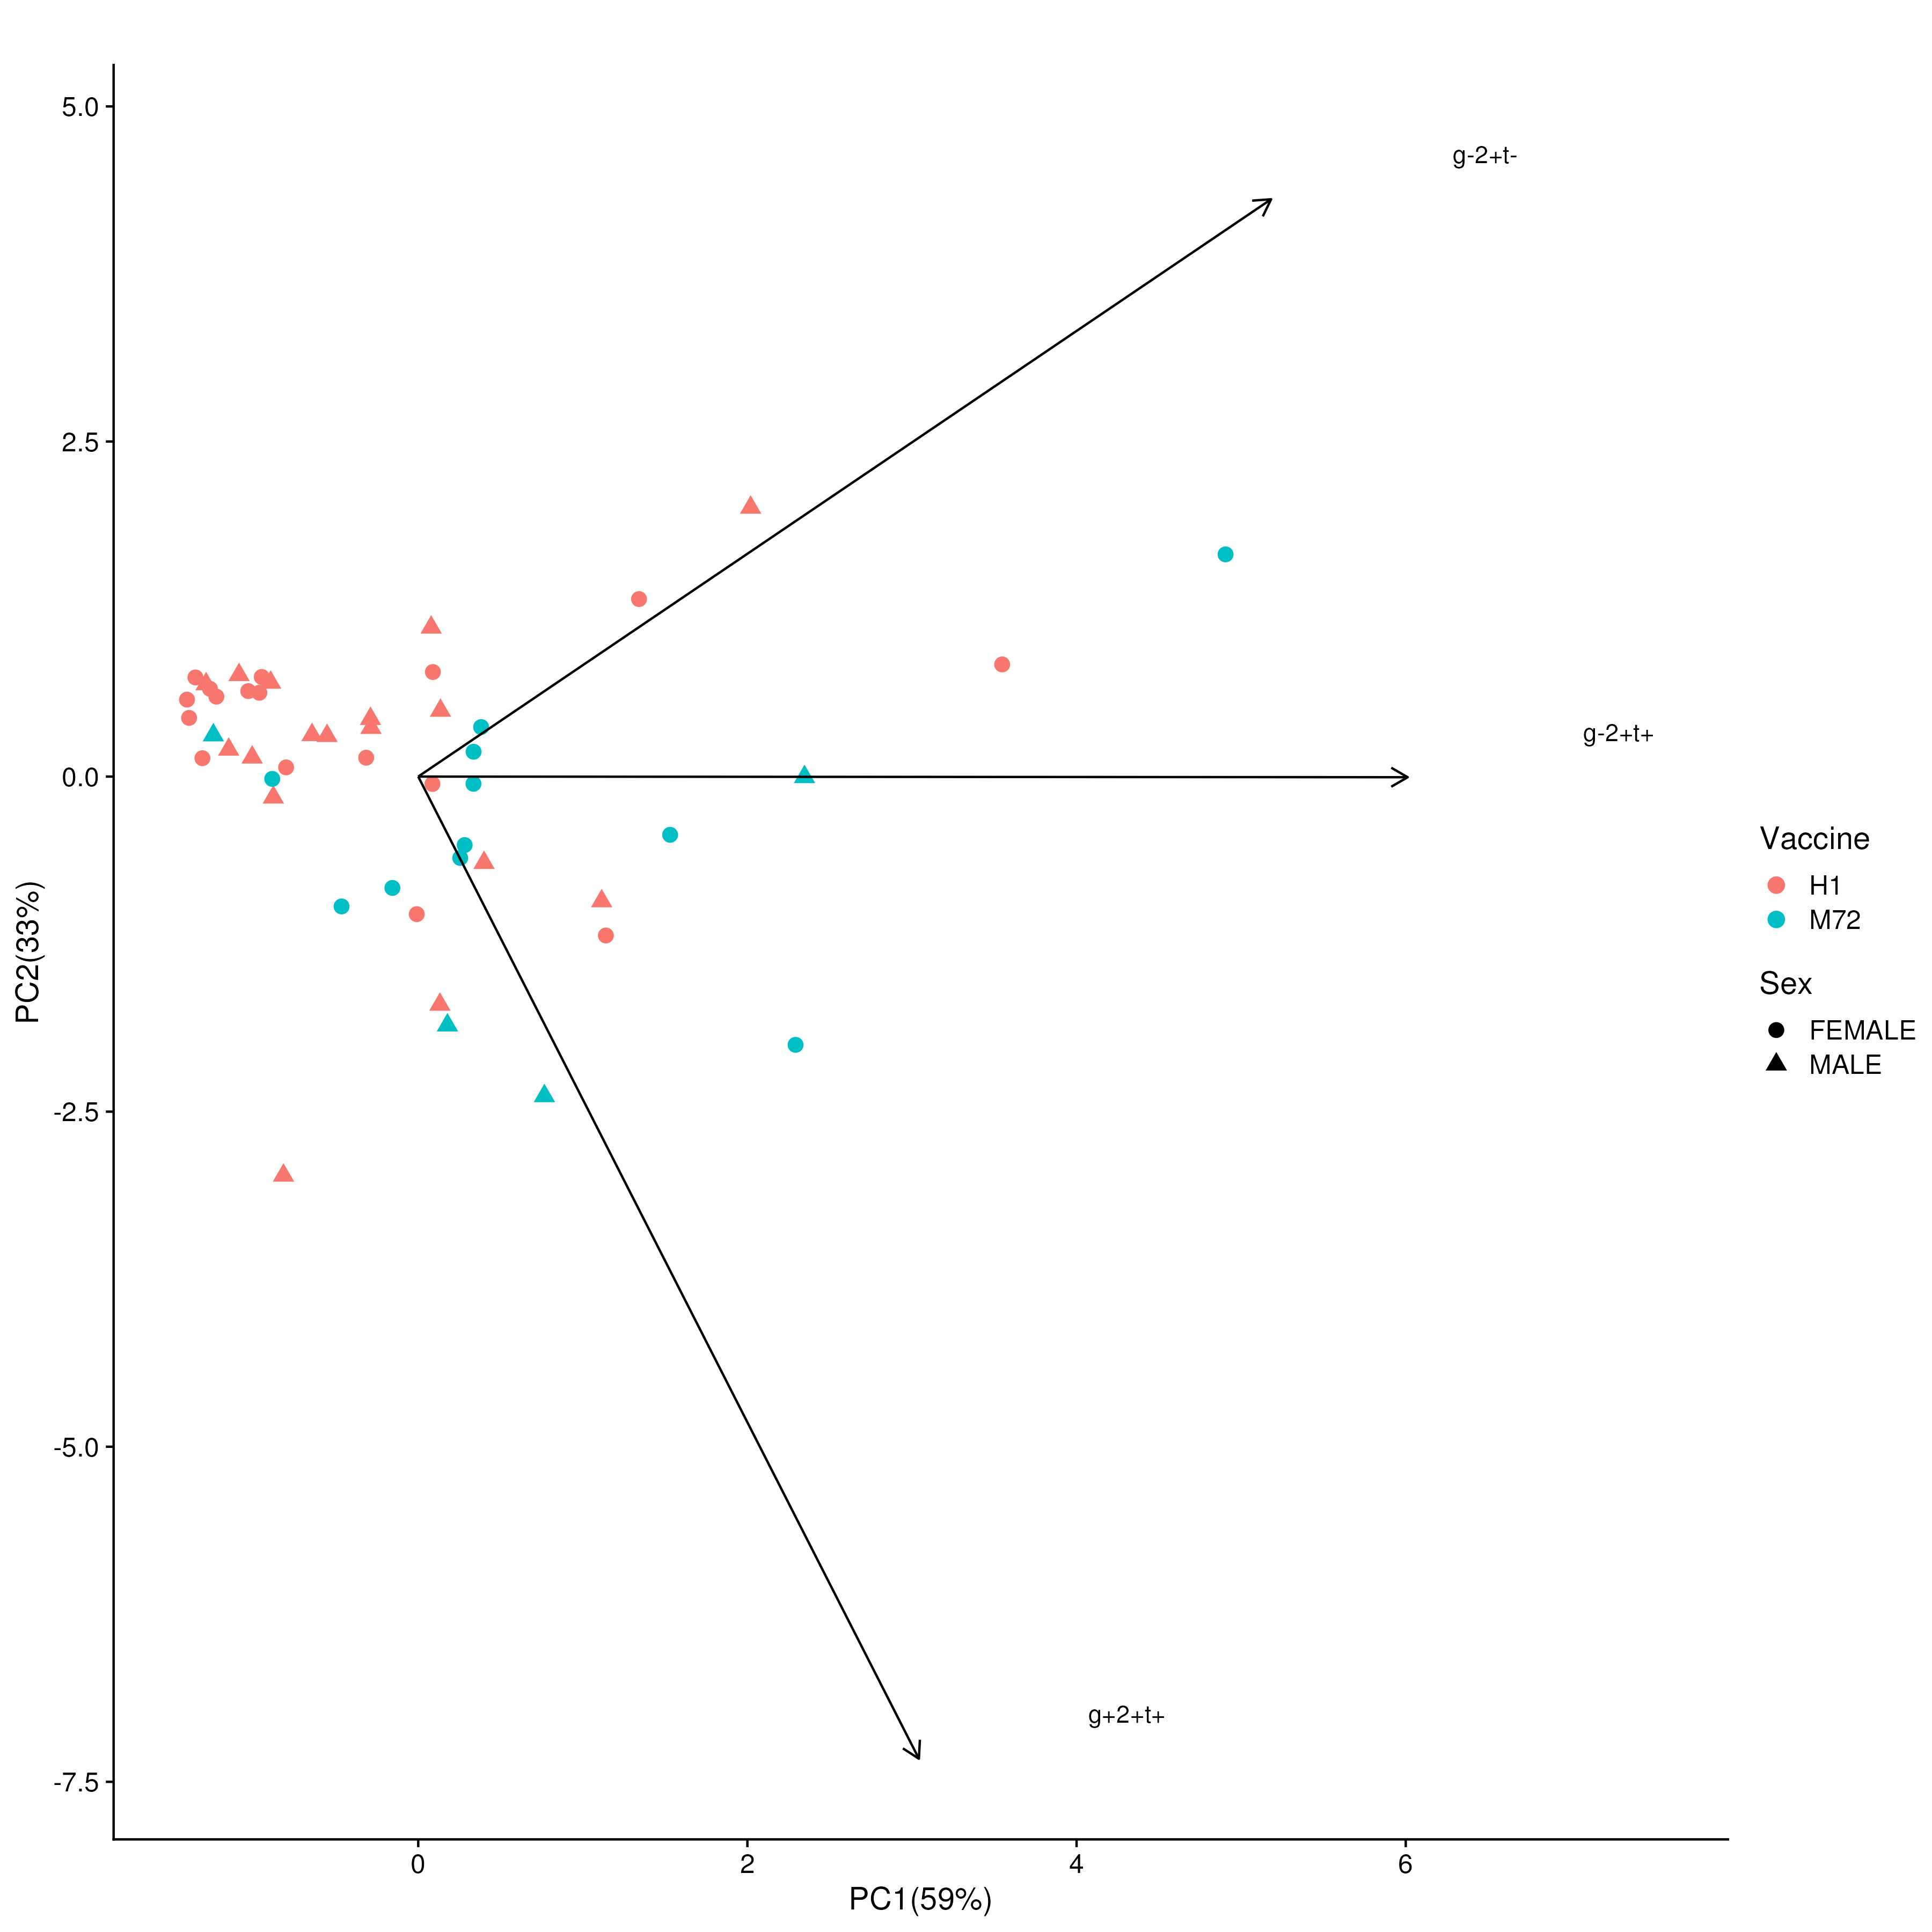 5.0
2.5
0.0
-2.5
-5.0
-7.5
PC2(33%)
0
2
4
6
PC1(59%)
g-2+t-
g-2+t+
g+2+t+
Vaccine
H1
M72
Sex
FEMALE
MALE